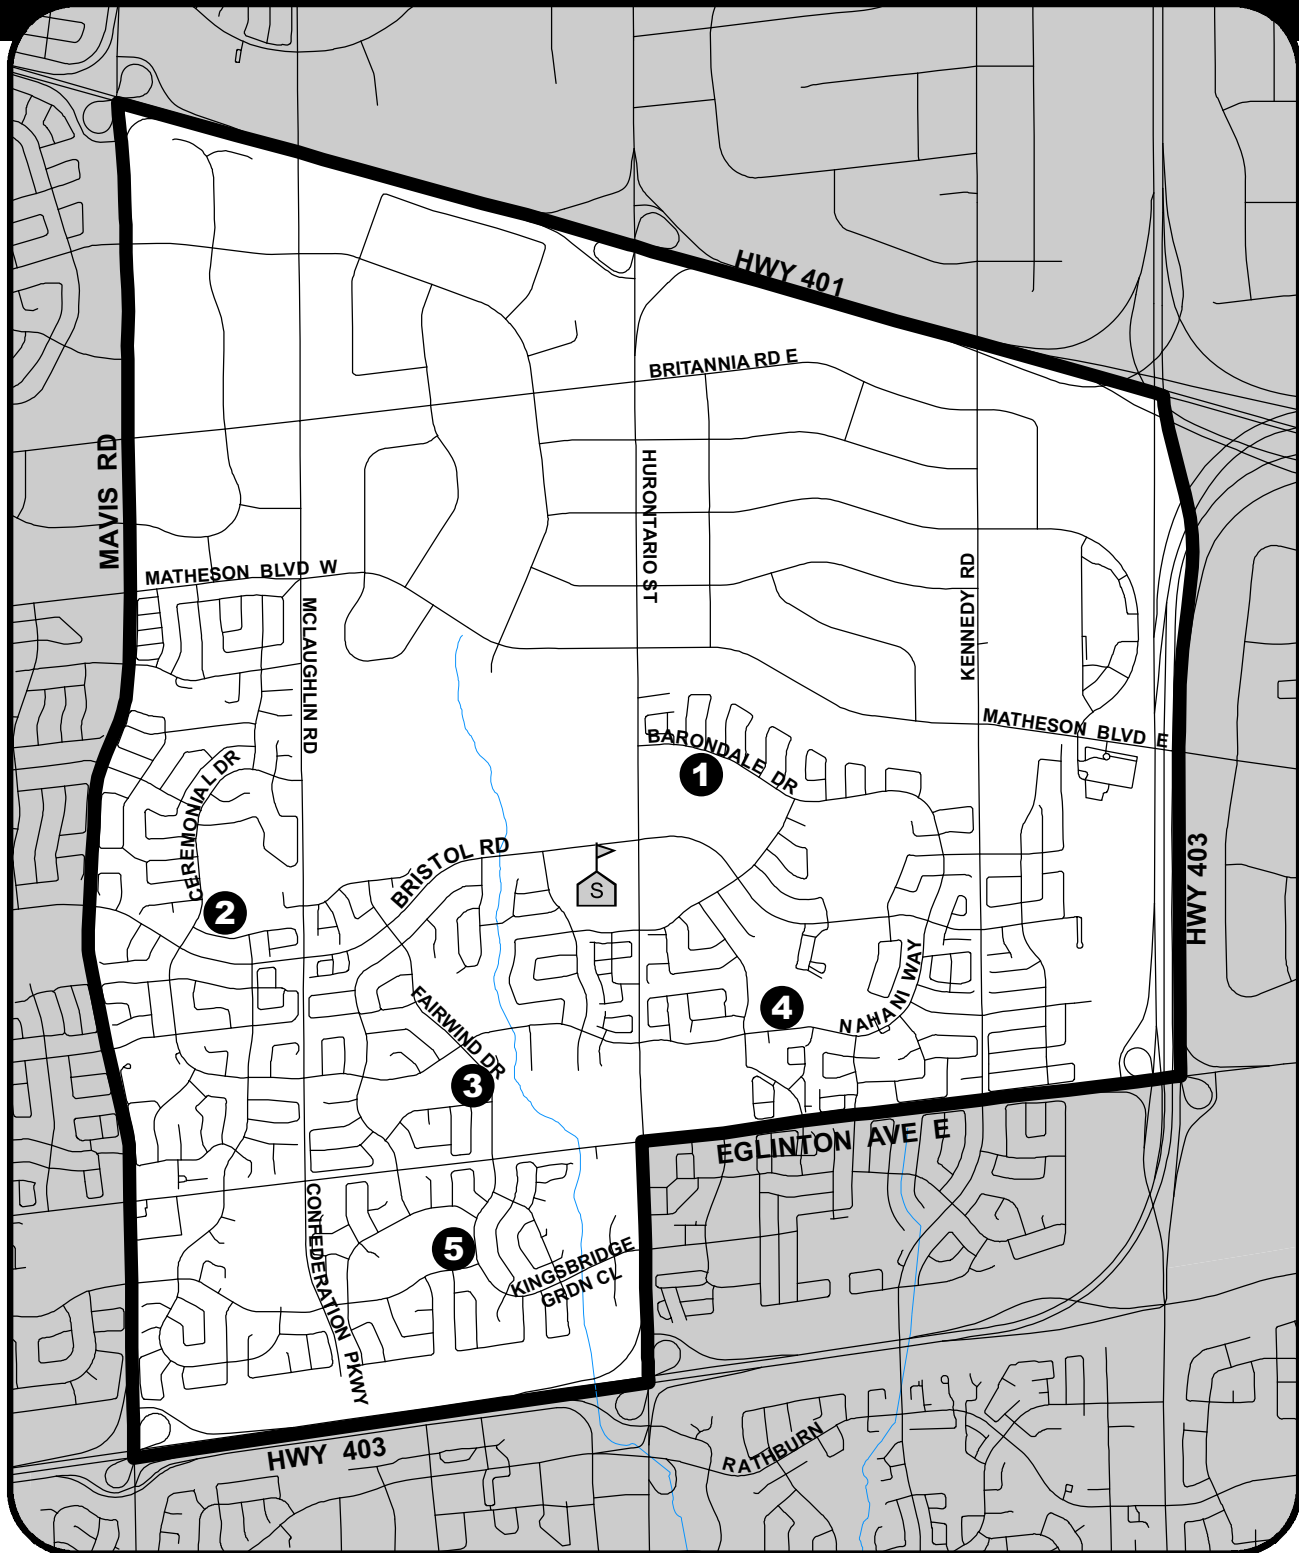 HWY 401
BRITANNIA RD E
MAVIS RD
HURONTARIO ST
MATHESON BLVD W
KENNEDY RD
MCLAUGHLIN RD
MATHESON BLVD E
BARONDALE DR
1
CEREMONIAL DR
BRISTOL RD
HWY 403
S
2
NAHANI WAY
4
FAIRWIND DR
3
EGLINTON AVE E
CONFEDERATION PKWY
5
KINGSBRIDGE
GRDN CL
HWY 403
RATHBURN